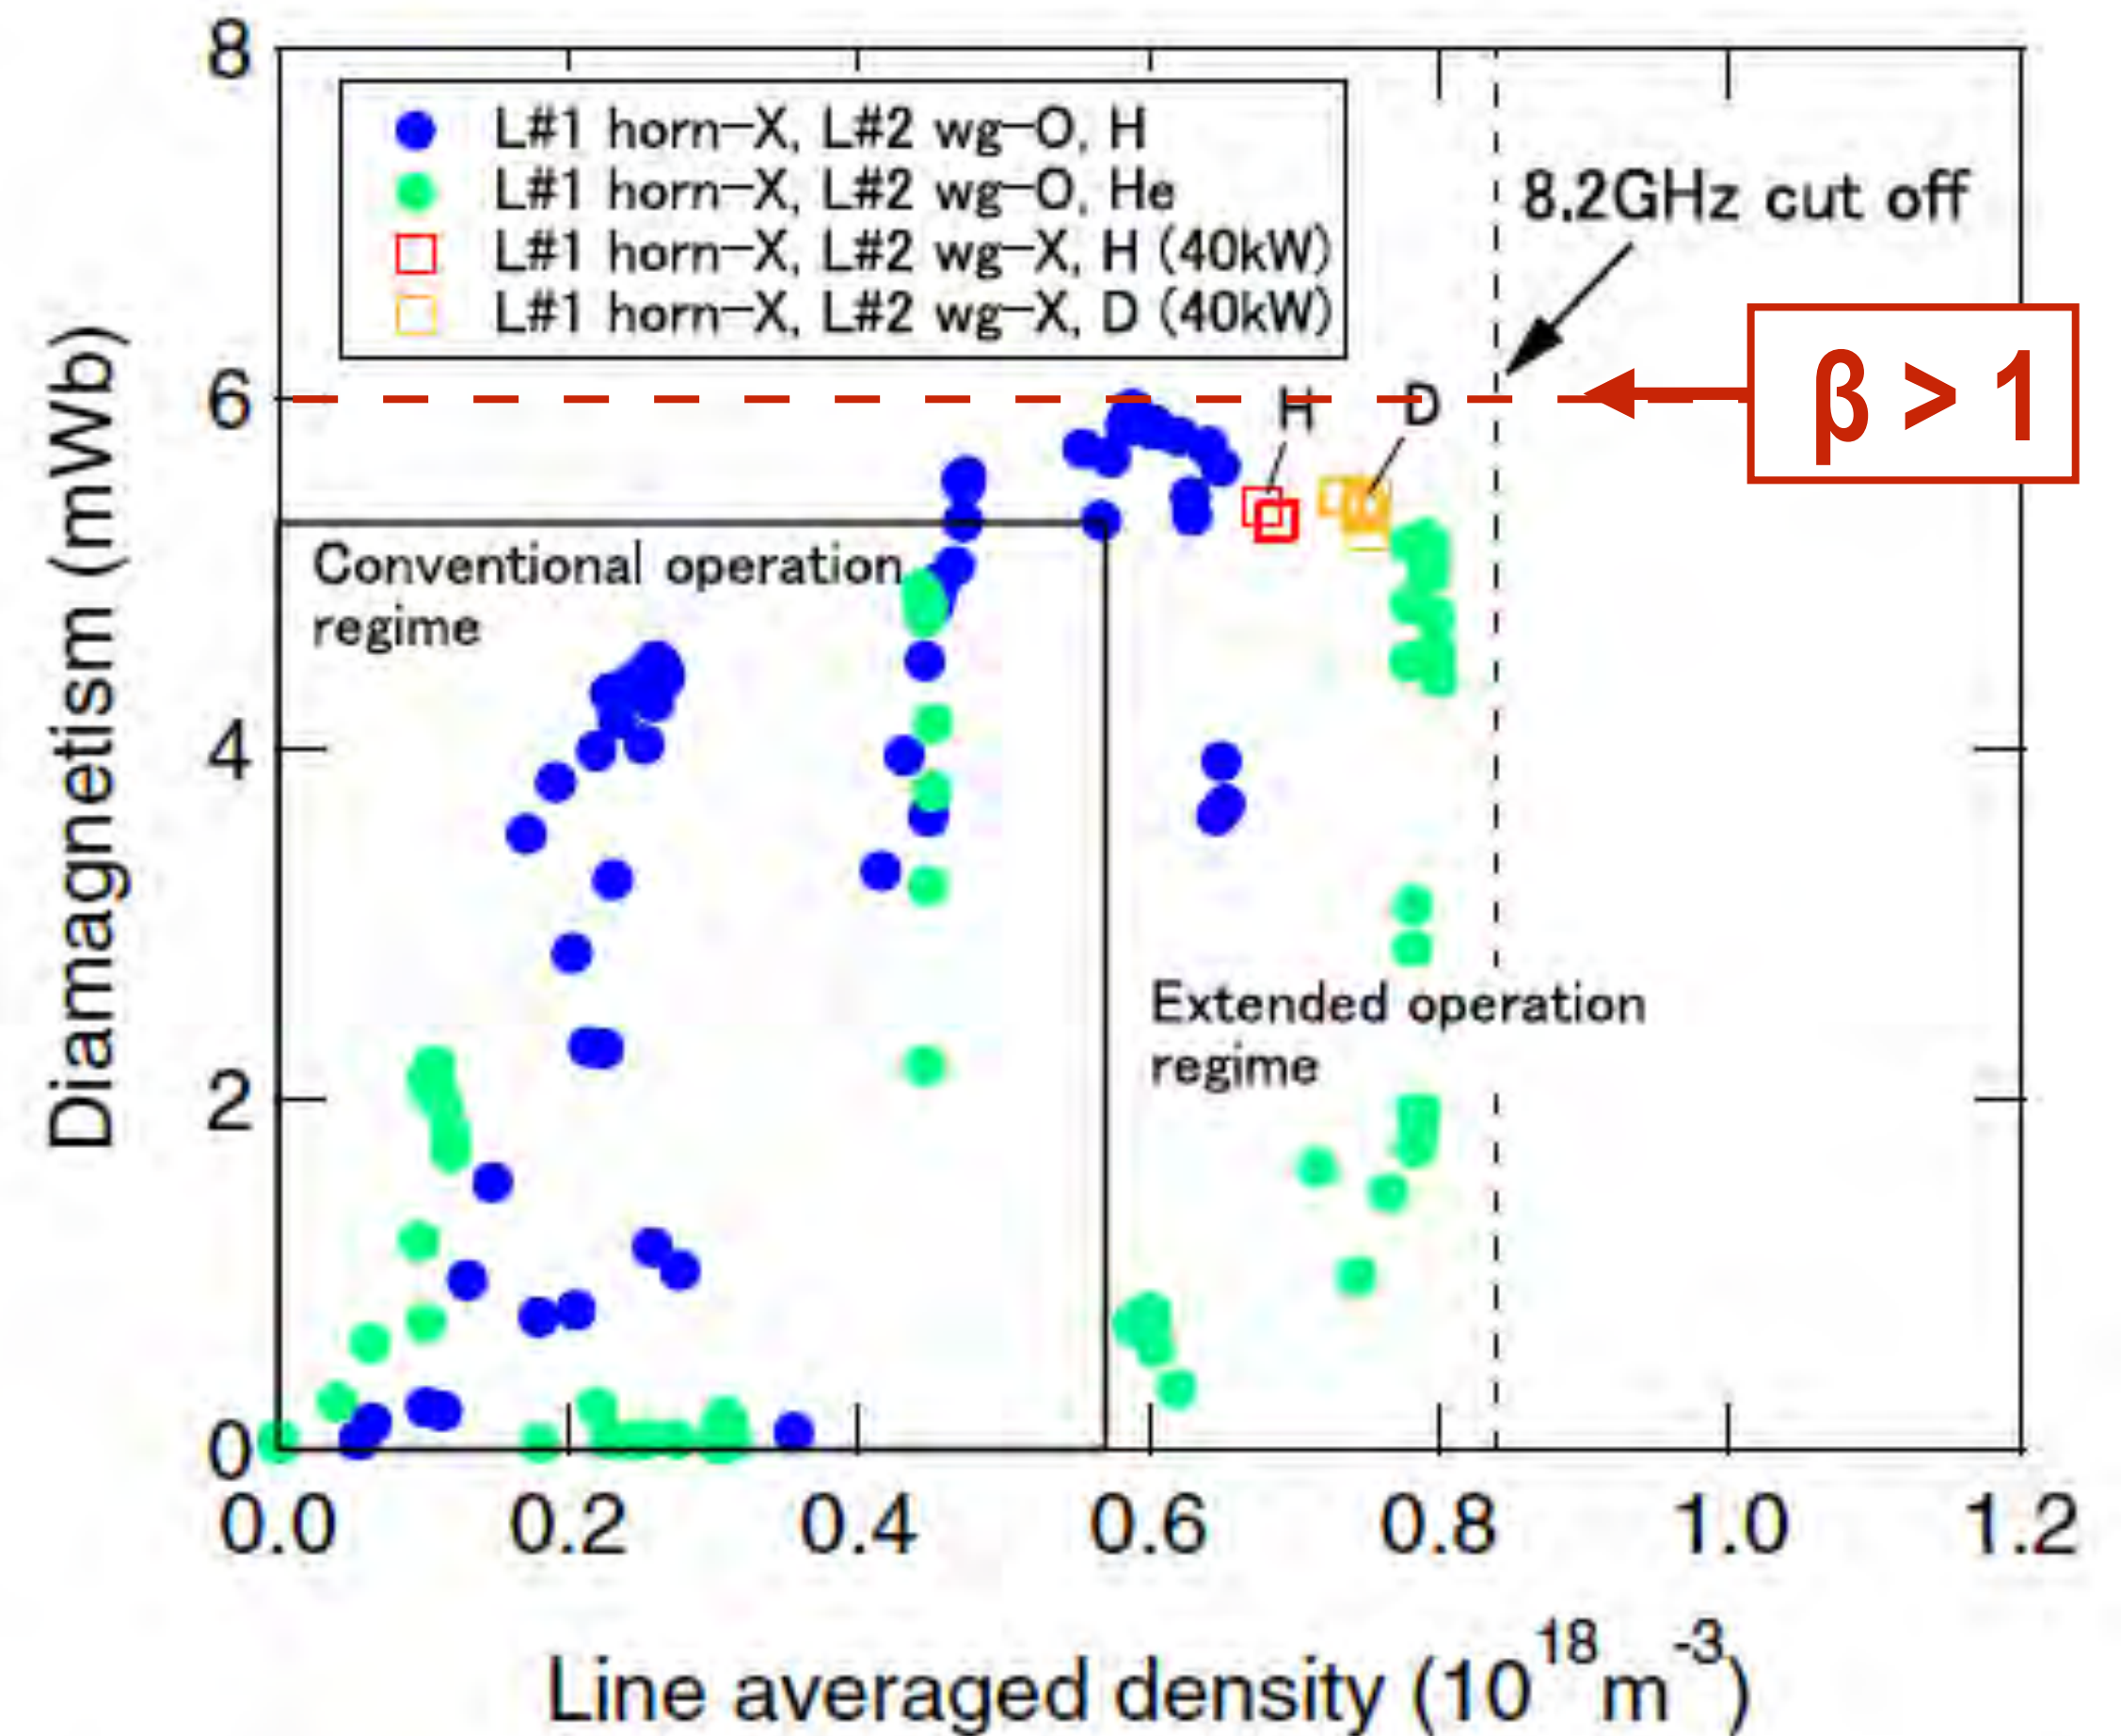 8
L#1 horn-X, L#2 wg-O, H
L#1 horn-X, L#2 wg-O, He
L#1 horn-X, L#2 wg-X, H (40kW)
L#1 horn-X, L#2 wg-X, D (40kW)
8.2GHz cut off
β > 1
6
H
D
Conventional operation
regime
4
Extended operation
regime
2
0
0.0
0.2
0.4
0.6
0.8
1.0
1.2
Diamagnetism (mWb)
Line averaged density (10^18 m^-3)